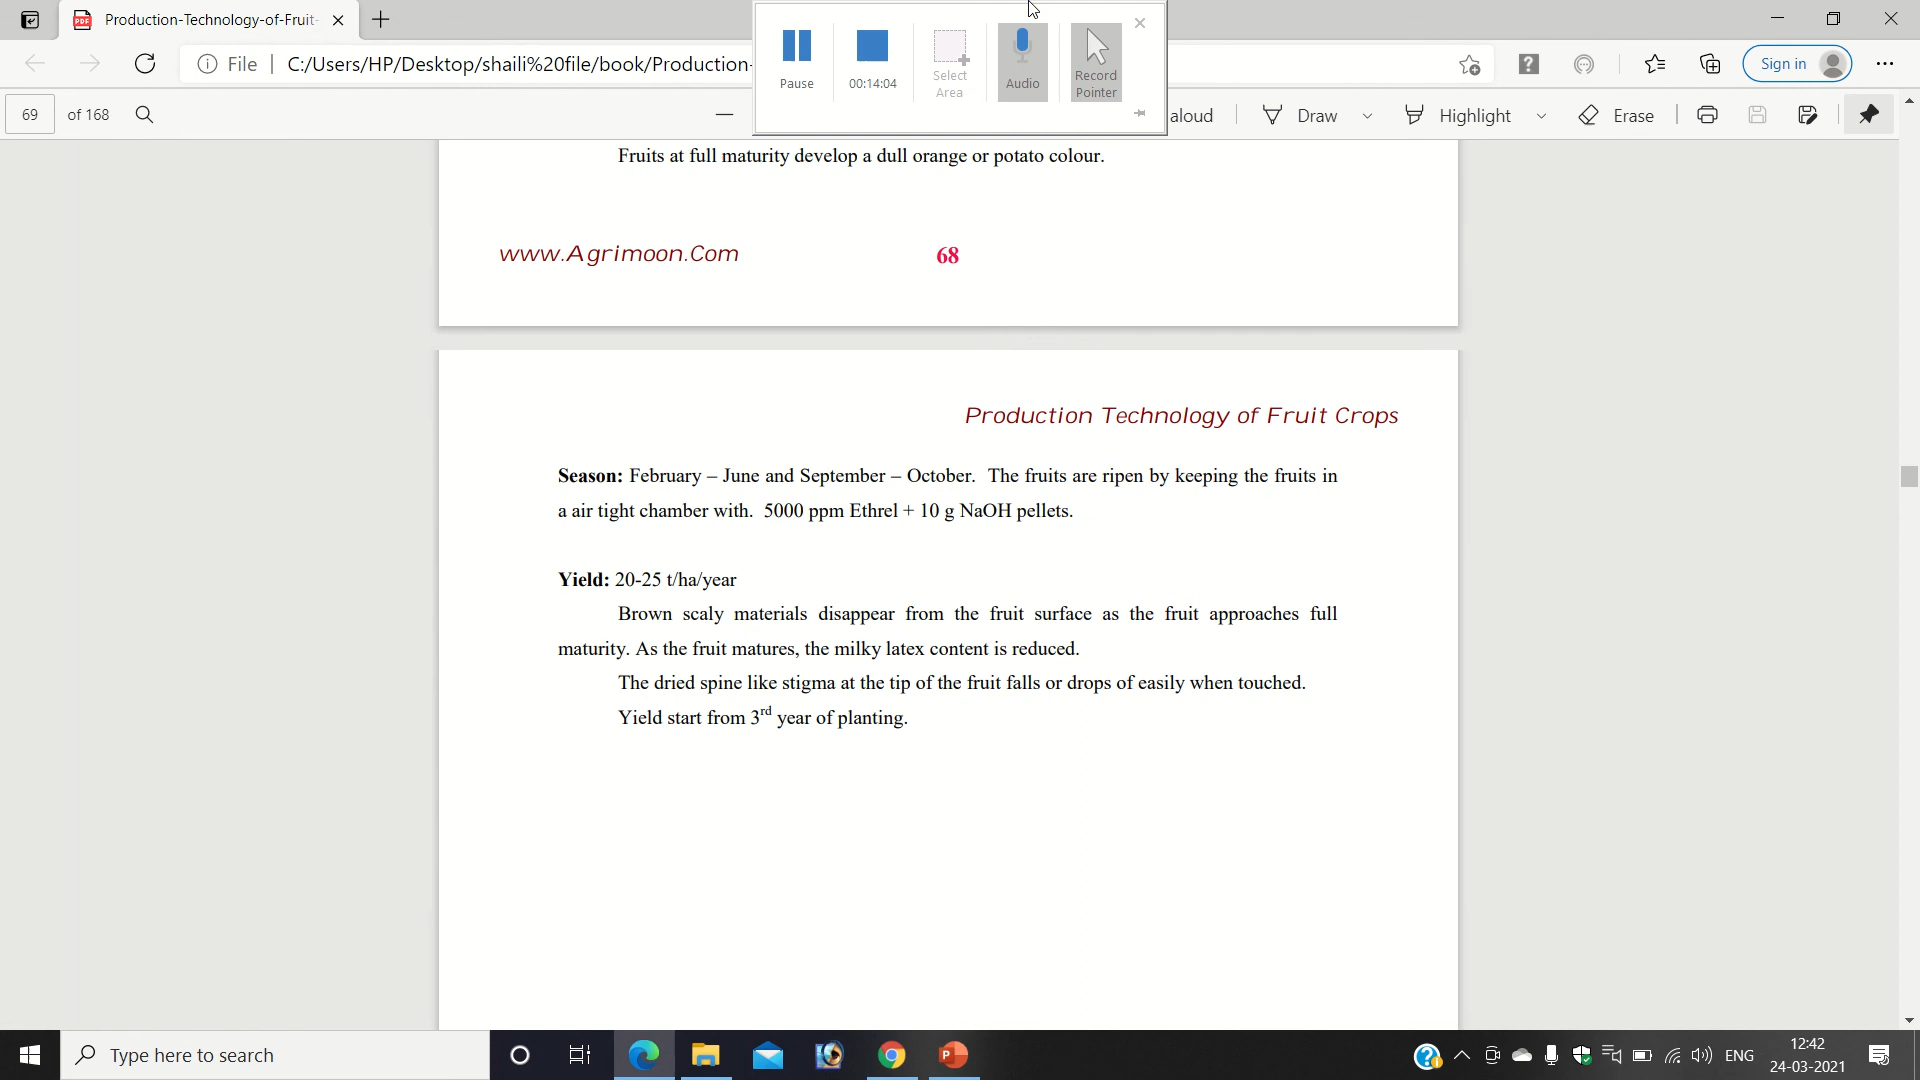 Production-Technology-of-Fruit-
File
C:/Users/HP/Desktop/shaili%20file/book/Production-
Sign in
Pause
00:14:04
Select
Area
Audio
Record
Pointer
69
of 168
aloud
Draw
Highlight
Erase
Fruits at full maturity develop a dull orange or potato colour.
www.Agrimoon.Com
68
Production Technology of Fruit Crops
Season: February – June and September – October. The fruits are ripen by keeping the fruits in
a air tight chamber with. 5000 ppm Ethrel + 10 g NaOH pellets.
Yield: 20-25 t/ha/year
Brown scaly materials disappear from the fruit surface as the fruit approaches full
maturity. As the fruit matures, the milky latex content is reduced.
The dried spine like stigma at the tip of the fruit falls or drops of easily when touched.
Yield start from 3rd year of planting.
Type here to search
ENG
12:42
24-03-2021